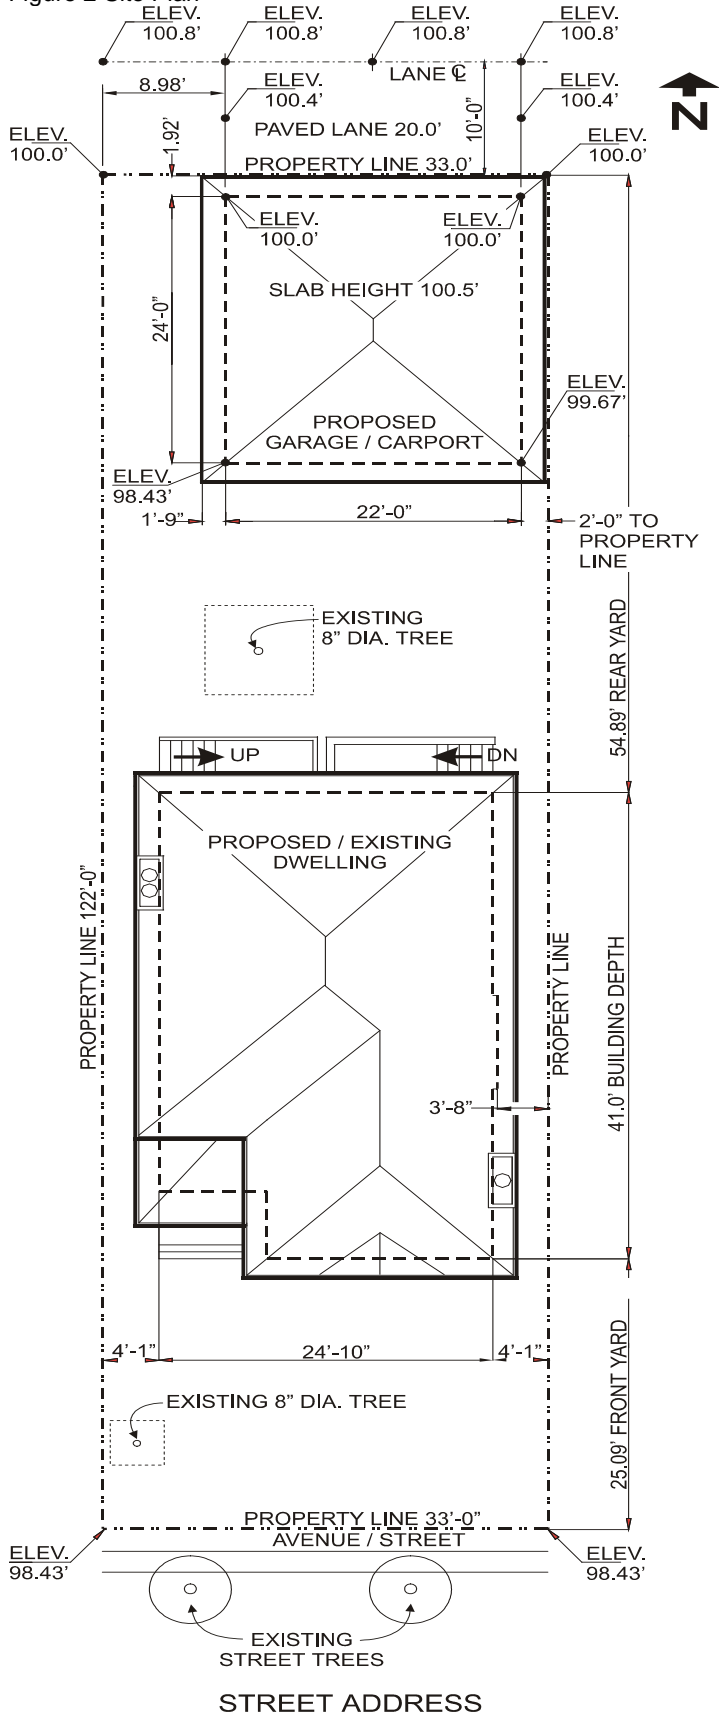 Figure 2 Site Plan
ELEV.
100.8’
ELEV.
100.8’
ELEV.
100.8’
ELEV.
100.8’
LANE ℄
8.98’
ELEV.
100.4’
ELEV.
100.4’
10’-0”
PAVED LANE 20.0’
1.92’
ELEV.
100.0’
ELEV.
100.0’
N
PROPERTY LINE 33.0’
ELEV.
100.0’
ELEV.
100.0’
SLAB HEIGHT 100.5’
24’-0”
ELEV.
99.67’
PROPOSED
GARAGE / CARPORT
ELEV.
98.43’
1’-9”
22’-0”
2’-0” TO
PROPERTY
LINE
EXISTING
8” DIA. TREE
54.89’ REAR YARD
UP
DN
PROPOSED / EXISTING
DWELLING
PROPERTY LINE 122’-0”
PROPERTY LINE
41.0’ BUILDING DEPTH
3’-8”
4’-1”
24’-10”
4’-1”
EXISTING 8” DIA. TREE
25.09’ FRONT YARD
PROPERTY LINE 33’-0”
AVENUE / STREET
ELEV.
98.43’
ELEV.
98.43’
EXISTING
STREET TREES
STREET ADDRESS